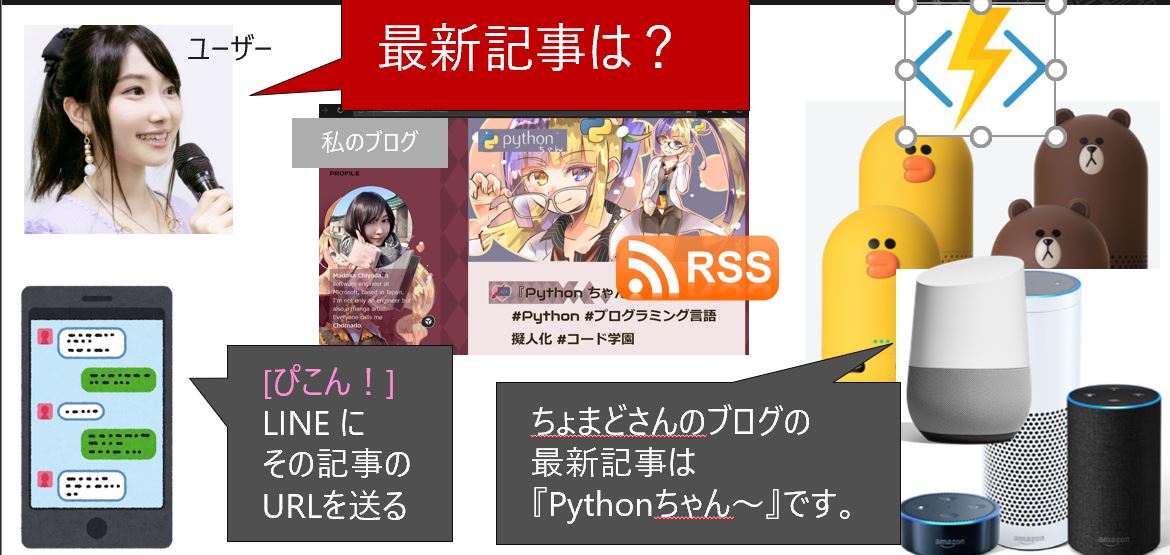 ユーザー
最新記事は？
私のブログ
python
ちゃん
PROFILE
Madoka Chiyoda, a
software engineer at
Microsoft, based in Japan.
I'm not only an engineer but
also a manga artist.
Everyone calls me
Chomado.
RSS
『Python ちゃん
#Python #プログラミング言語
擬人化 #コード学園
[ぴこん！]
LINE に
その記事の
URLを送る
ちょまどさんのブログの
最新記事は
『Pythonちゃん～』です。
amazon
amazon
amazon